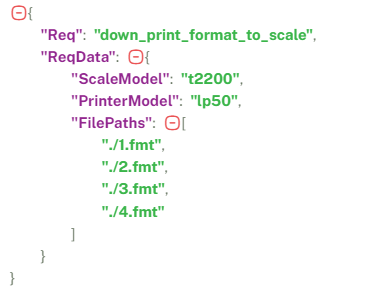 {
"Req": "down_print_format_to_scale",
"ReqData": {
"ScaleModel": "t2200",
"PrinterModel": "lp50",
"FilePaths": [
"./1.fmt",
"./2.fmt",
"./3.fmt",
"./4.fmt"
]
}
}